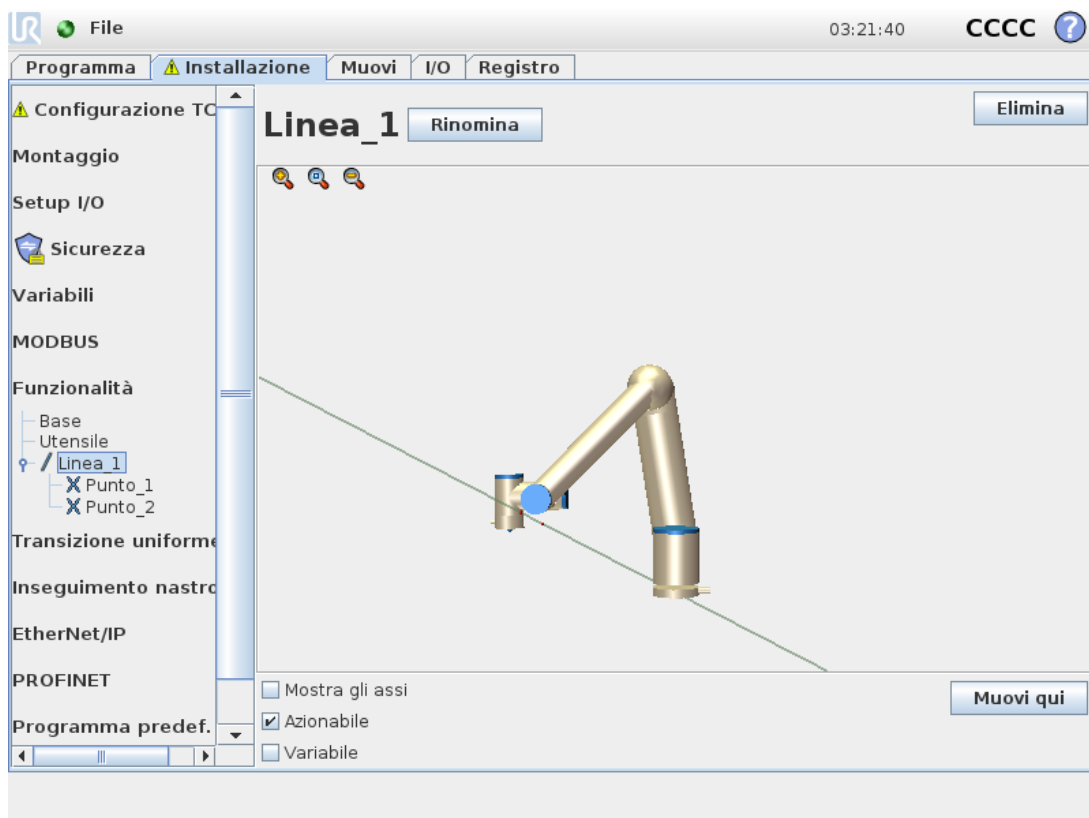 UR File 03:21:40 CCCC ?
Programma Installazione Muovi I/O Registro
Configurazione TC
Montaggio
Setup I/O
Sicurezza
Variabili
MODBUS
Funzionalità
Base
Utensile
Linea_1
Punto_1
Punto_2
Transizione uniforme
Inseguimento nastro
EtherNet/IP
PROFINET
Programma predef.
Linea_1 Rinomina Elimina
Mostra gli assi
Azionabile
Variabile
Muovi qui